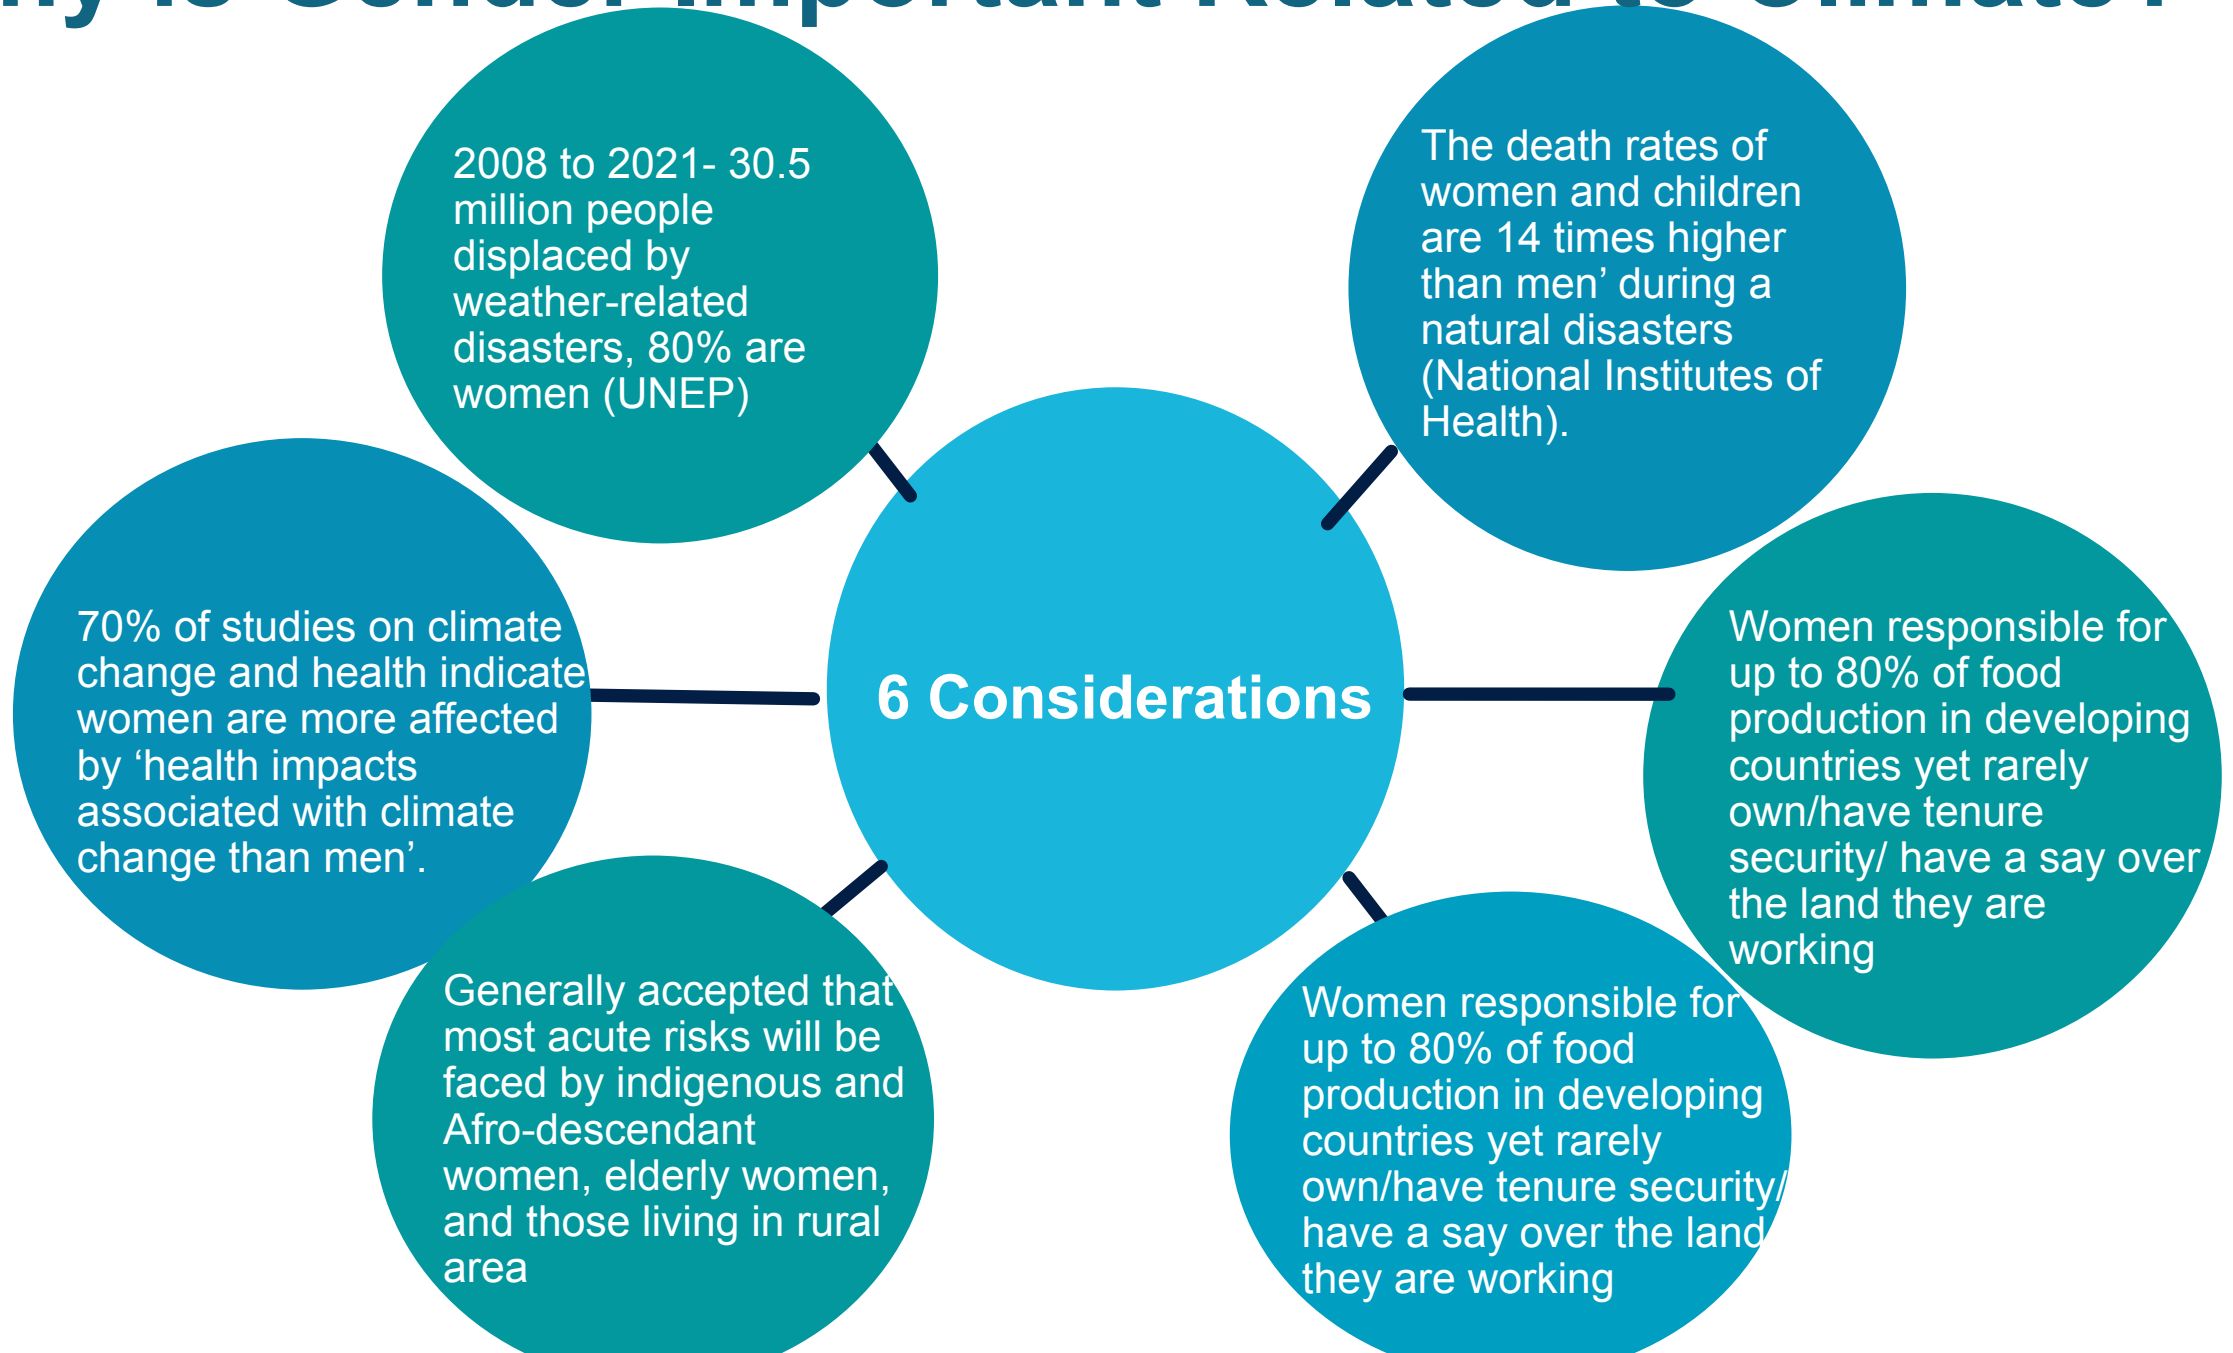 is Gender Important Related to Climate?
2008 to 2021- 30.5
million people
displaced by
weather-related
disasters, 80% are
women (UNEP)
The death rates of
women and children
are 14 times higher
than men’ during a
natural disasters
(National Institutes of
Health).
70% of studies on climate
change and health indicate
women are more affected
by ‘health impacts
associated with climate
change than men’.
6 Considerations
Women responsible for
up to 80% of food
production in developing
countries yet rarely
own/have tenure
security/ have a say over
the land they are
working
Generally accepted that
most acute risks will be
faced by indigenous and
Afro-descendant
women, elderly women,
and those living in rural
area
Women responsible for
up to 80% of food
production in developing
countries yet rarely
own/have tenure security/
have a say over the land
they are working